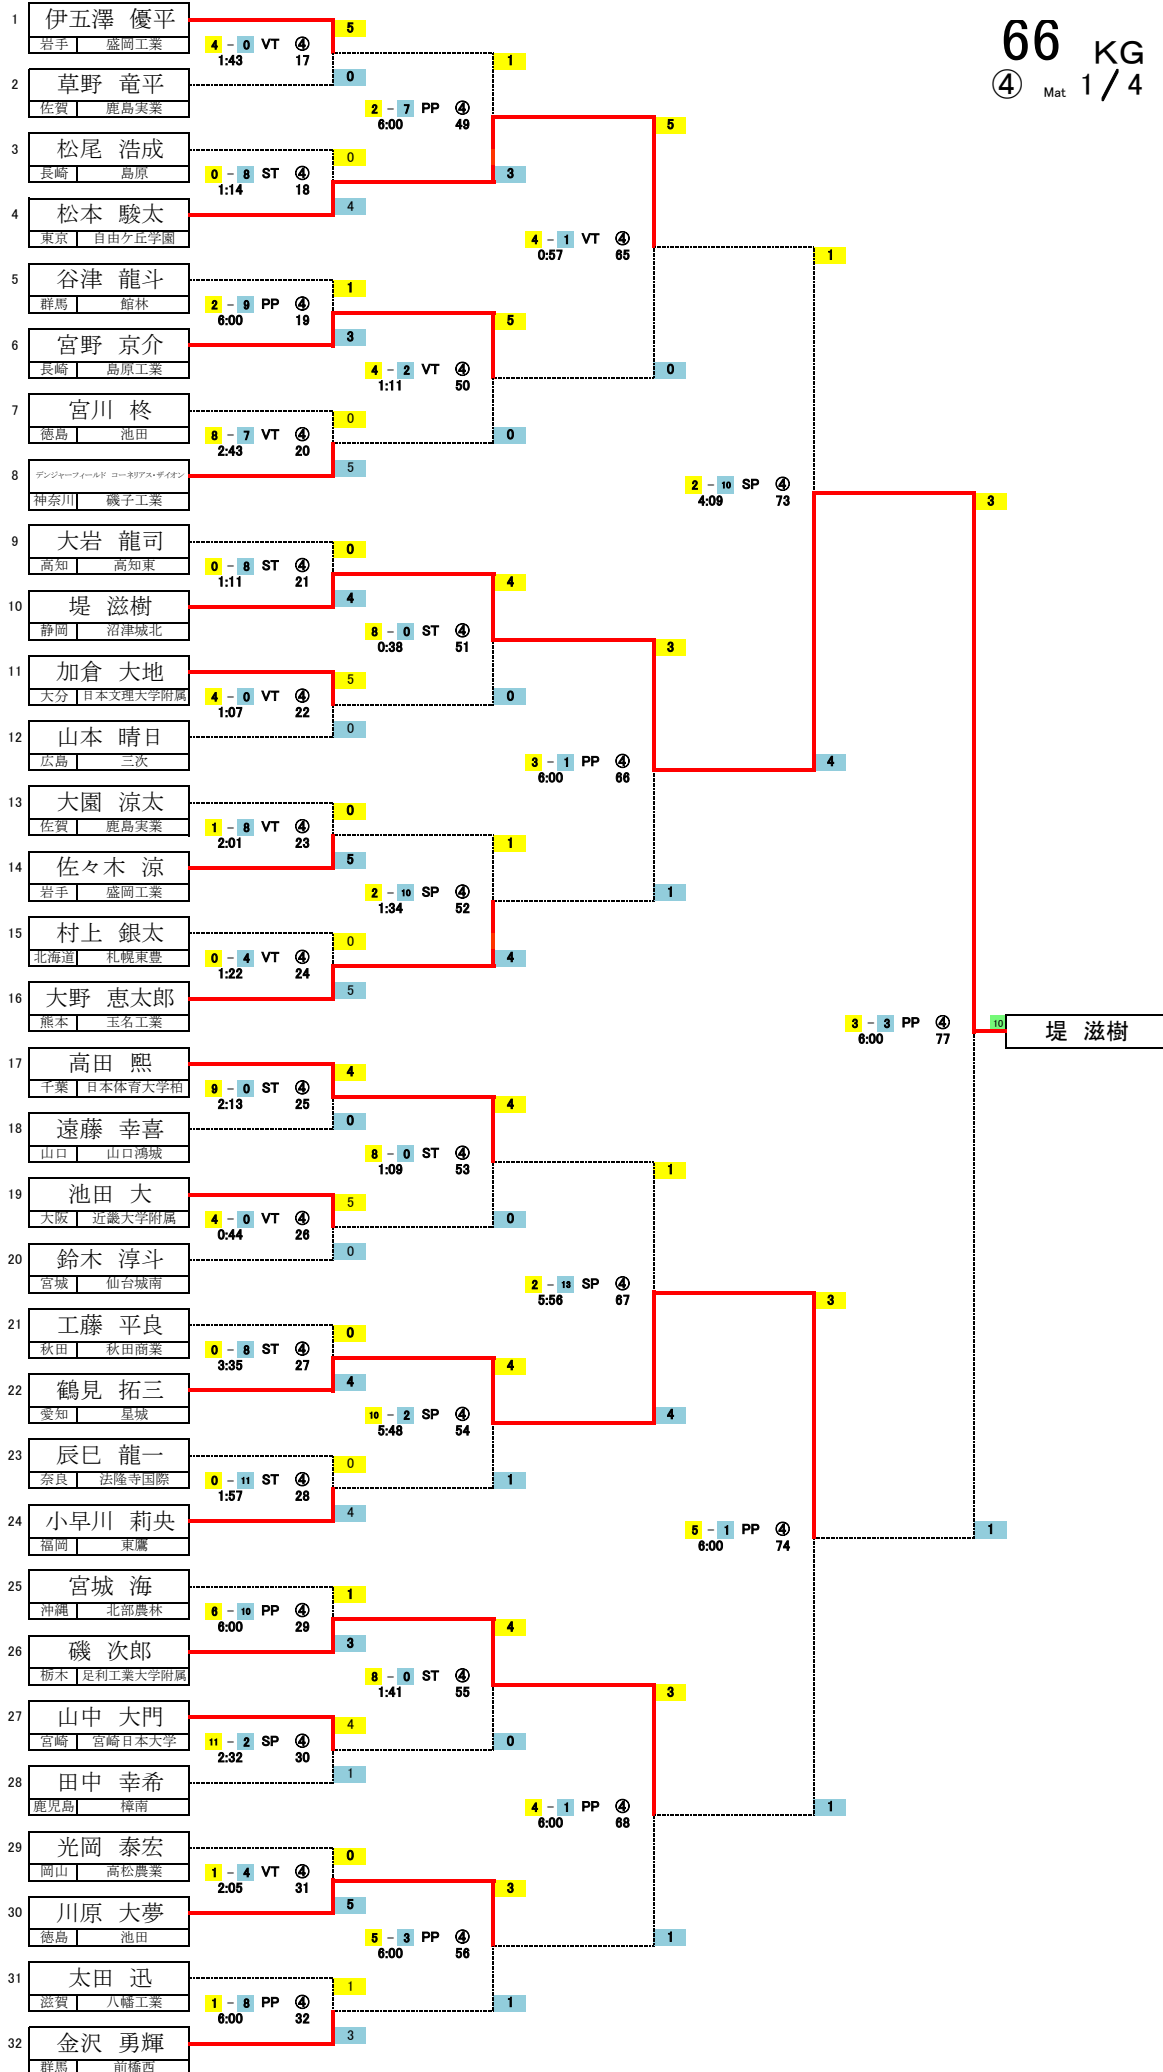 66 KG
④ Mat 1/4
1 伊五澤 優平
岩手 盛岡工業
5
4 - 0 VT ④
1:43 17
0
2 草野 竜平
佐賀 鹿島実業
1
2 - 7 PP ④
6:00 49
3
3 松尾 浩成
長崎 島原
0
0 - 8 ST ④
1:14 18
4
4 松本 駿太
東京 自由ケ丘学園
5
4 - 1 VT ④
0:57 65
0
5 谷津 龍斗
群馬 館林
1
2 - 9 PP ④
6:00 19
3
6 宮野 京介
長崎 島原工業
5
4 - 2 VT ④
1:11 50
0
7 宮川 柊
徳島 池田
0
8 - 7 VT ④
2:43 20
5
8 デンジャーフィールド コーネリアス・ザイオン
神奈川 磯子工業
1
2 - 10 SP ④
4:09 73
4
9 大岩 龍司
高知 高知東
0
0 - 8 ST ④
1:11 21
4
10 堤 滋樹
静岡 沼津城北
4
8 - 0 ST ④
0:38 51
0
11 加倉 大地
大分 日本文理大学附属
5
4 - 0 VT ④
1:07 22
0
12 山本 晴日
広島 三次
3
3 - 1 PP ④
6:00 66
1
13 大園 涼太
佐賀 鹿島実業
0
1 - 8 VT ④
2:01 23
5
14 佐々木 涼
岩手 盛岡工業
1
2 - 10 SP ④
1:34 52
4
15 村上 銀太
北海道 札幌東豊
0
0 - 4 VT ④
1:22 24
5
16 大野 恵太郎
熊本 玉名工業
3
3 - 3 PP ④
6:00 77
1
10 堤 滋樹
17 高田 熙
千葉 日本体育大学柏
4
9 - 0 ST ④
2:13 25
0
18 遠藤 幸喜
山口 山口鴻城
4
8 - 0 ST ④
1:09 53
0
19 池田 大
大阪 近畿大学附属
5
4 - 0 VT ④
0:44 26
0
20 鈴木 淳斗
宮城 仙台城南
1
2 - 13 SP ④
5:56 67
4
21 工藤 平良
秋田 秋田商業
0
0 - 8 ST ④
3:35 27
4
22 鶴見 拓三
愛知 星城
4
10 - 2 SP ④
5:48 54
1
23 辰巳 龍一
奈良 法隆寺国際
0
0 - 11 ST ④
1:57 28
4
24 小早川 莉央
福岡 東鷹
3
5 - 1 PP ④
6:00 74
1
25 宮城 海
沖縄 北部農林
1
6 - 10 PP ④
6:00 29
3
26 磯 次郎
栃木 足利工業大学附属
4
8 - 0 ST ④
1:41 55
0
27 山中 大門
宮崎 宮崎日本大学
4
11 - 2 SP ④
2:32 30
1
28 田中 幸希
鹿児島 樟南
3
4 - 1 PP ④
6:00 68
1
29 光岡 泰宏
岡山 高松農業
0
1 - 4 VT ④
2:05 31
5
30 川原 大夢
徳島 池田
3
5 - 3 PP ④
6:00 56
1
31 太田 迅
滋賀 八幡工業
1
1 - 8 PP ④
6:00 32
3
32 金沢 勇輝
群馬 前橋西